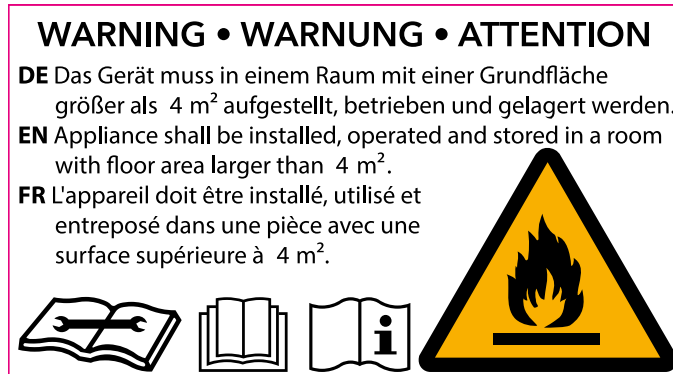 WARNING • WARNUNG • ATTENTION
DE Das Gerät muss in einem Raum mit einer Grundfläche
größer als 4 m² aufgestellt, betrieben und gelagert werden.
EN Appliance shall be installed, operated and stored in a room
with floor area larger than 4 m².
FR L'appareil doit être installé, utilisé et
entreposé dans une pièce avec une
surface supérieure à 4 m².
i